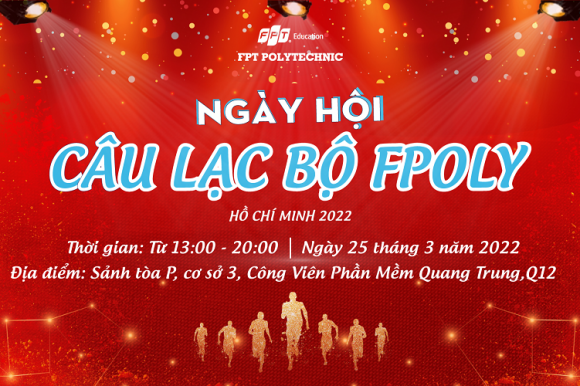 FPT Education
FPT POLYTECHNIC
NGÀY HỘI
CÂU LẠC BỘ FPOLY
HỒ CHÍ MINH 2022
Thời gian: Từ 13:00 - 20:00 | Ngày 25 tháng 3 năm 2022
Địa điểm: Sảnh tòa P, cơ sở 3, Công Viên Phần Mềm Quang Trung,Q12